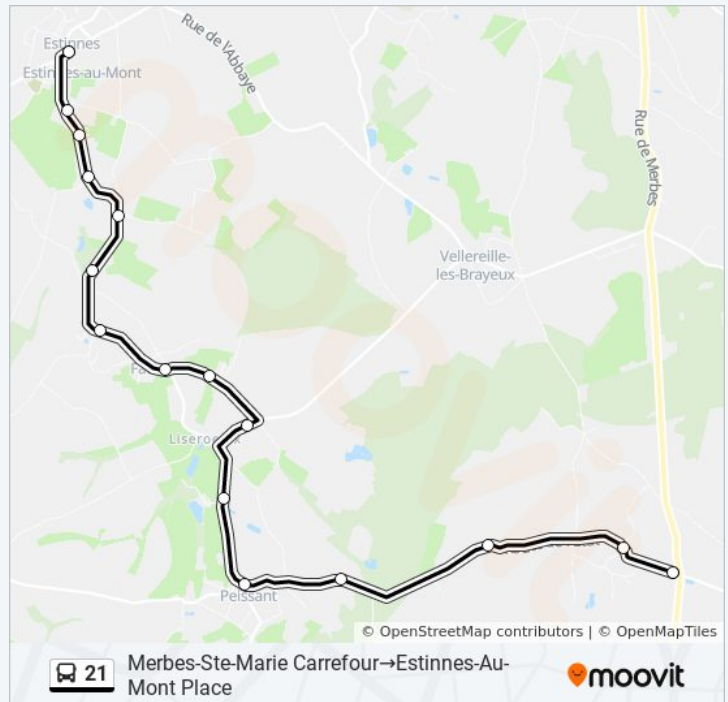 Estinnes
Estinnes-au-Mont
Rue de l'Abbaye
Rue de Merbes
Vellereille-
les-Brayeux
Peissant
© OpenStreetMap contributors | © OpenMapTiles
21
Merbes-Ste-Marie Carrefour→Estinnes-Au-
Mont Place
moovit